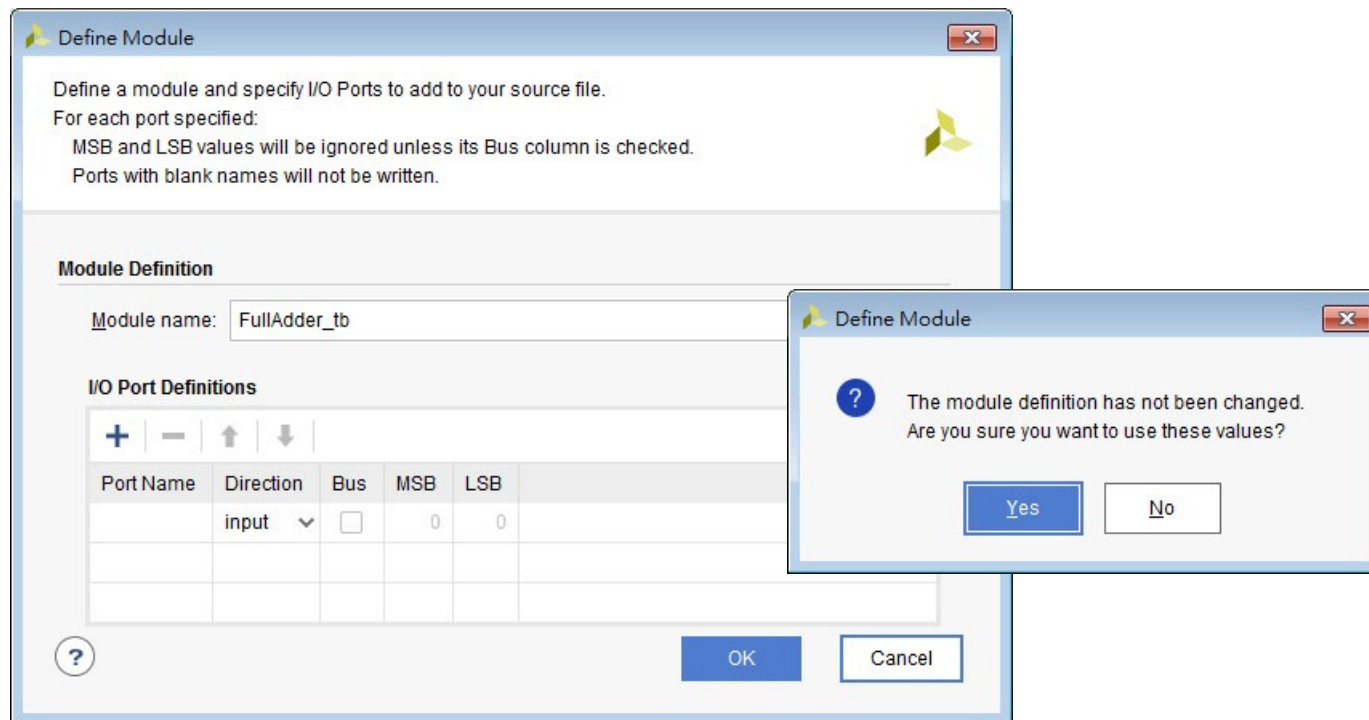 Define Module
Define a module and specify I/O Ports to add to your source file.
For each port specified:
MSB and LSB values will be ignored unless its Bus column is checked.
Ports with blank names will not be written.
Module Definition
Module name: FullAdder_tb
I/O Port Definitions
Port Name Direction Bus MSB LSB
input 0 0
? OK Cancel
Define Module
? The module definition has not been changed.
Are you sure you want to use these values?
Yes No